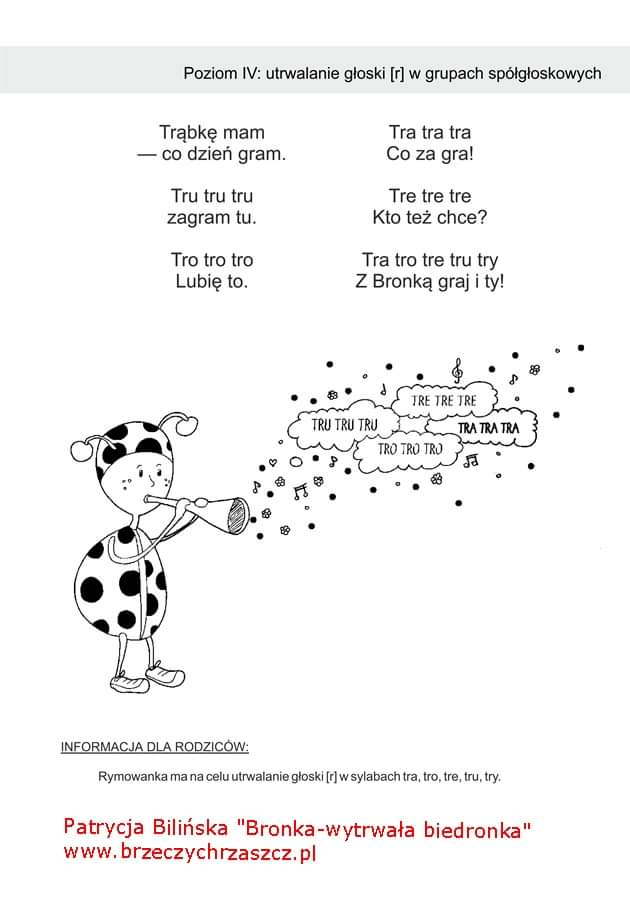 Poziom IV: utrwalanie głoski [r] w grupach spółgłoskowych
Trąbkę mam
— co dzień gram.
Tru tru tru
zagram tu.
Tro tro tro
Lubię to.
Tra tra tra
Co za gra!
Tre tre tre
Kto też chce?
Tra tro tre tru try
Z Bronką graj i ty!
TRE TRE TRE
TRU TRU TRU
TRA TRA TRA
TRO TRO TRO
INFORMACJA DLA RODZICÓW:
Rymowanka ma na celu utrwalanie głoski [r] w sylabach tra, tro, tre, tru, try.
Patrycja Bilińska "Bronka-wytrwała biedronka"
www.brzeczychrzaszcz.pl